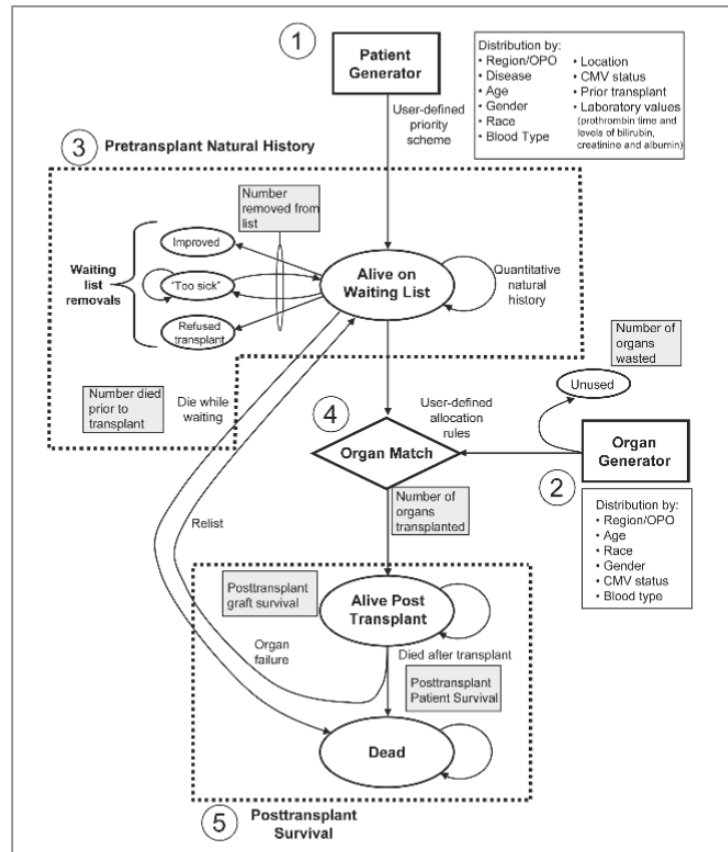 1
Patient
Generator
Distribution by:
• Region/OPO
• Disease
• Age
• Gender
• Race
• Blood Type
• Location
• CMV status
• Prior transplant
• Laboratory values
(prothrombin time and
levels of bilirubin,
creatinine and albumin)
User-defined
priority
scheme
3 Pretransplant Natural History
Number
removed from
list
Waiting
list
removals
Improved
"Too sick"
Refused
transplant
Alive on
Waiting List
Quantitative
natural
history
Number of
organs
wasted
Unused
Number died
prior to
transplant
Die while
waiting
4
User-defined
allocation
rules
Organ Match
Organ
Generator
2
Distribution by:
• Region/OPO
• Age
• Race
• Gender
• CMV status
• Blood type
Number of
organs
transplanted
Relist
Posttransplant
graft survival
Alive Post
Transplant
Organ
failure
Died after transplant
Posttransplant
Patient Survival
Dead
5 Posttransplant
Survival